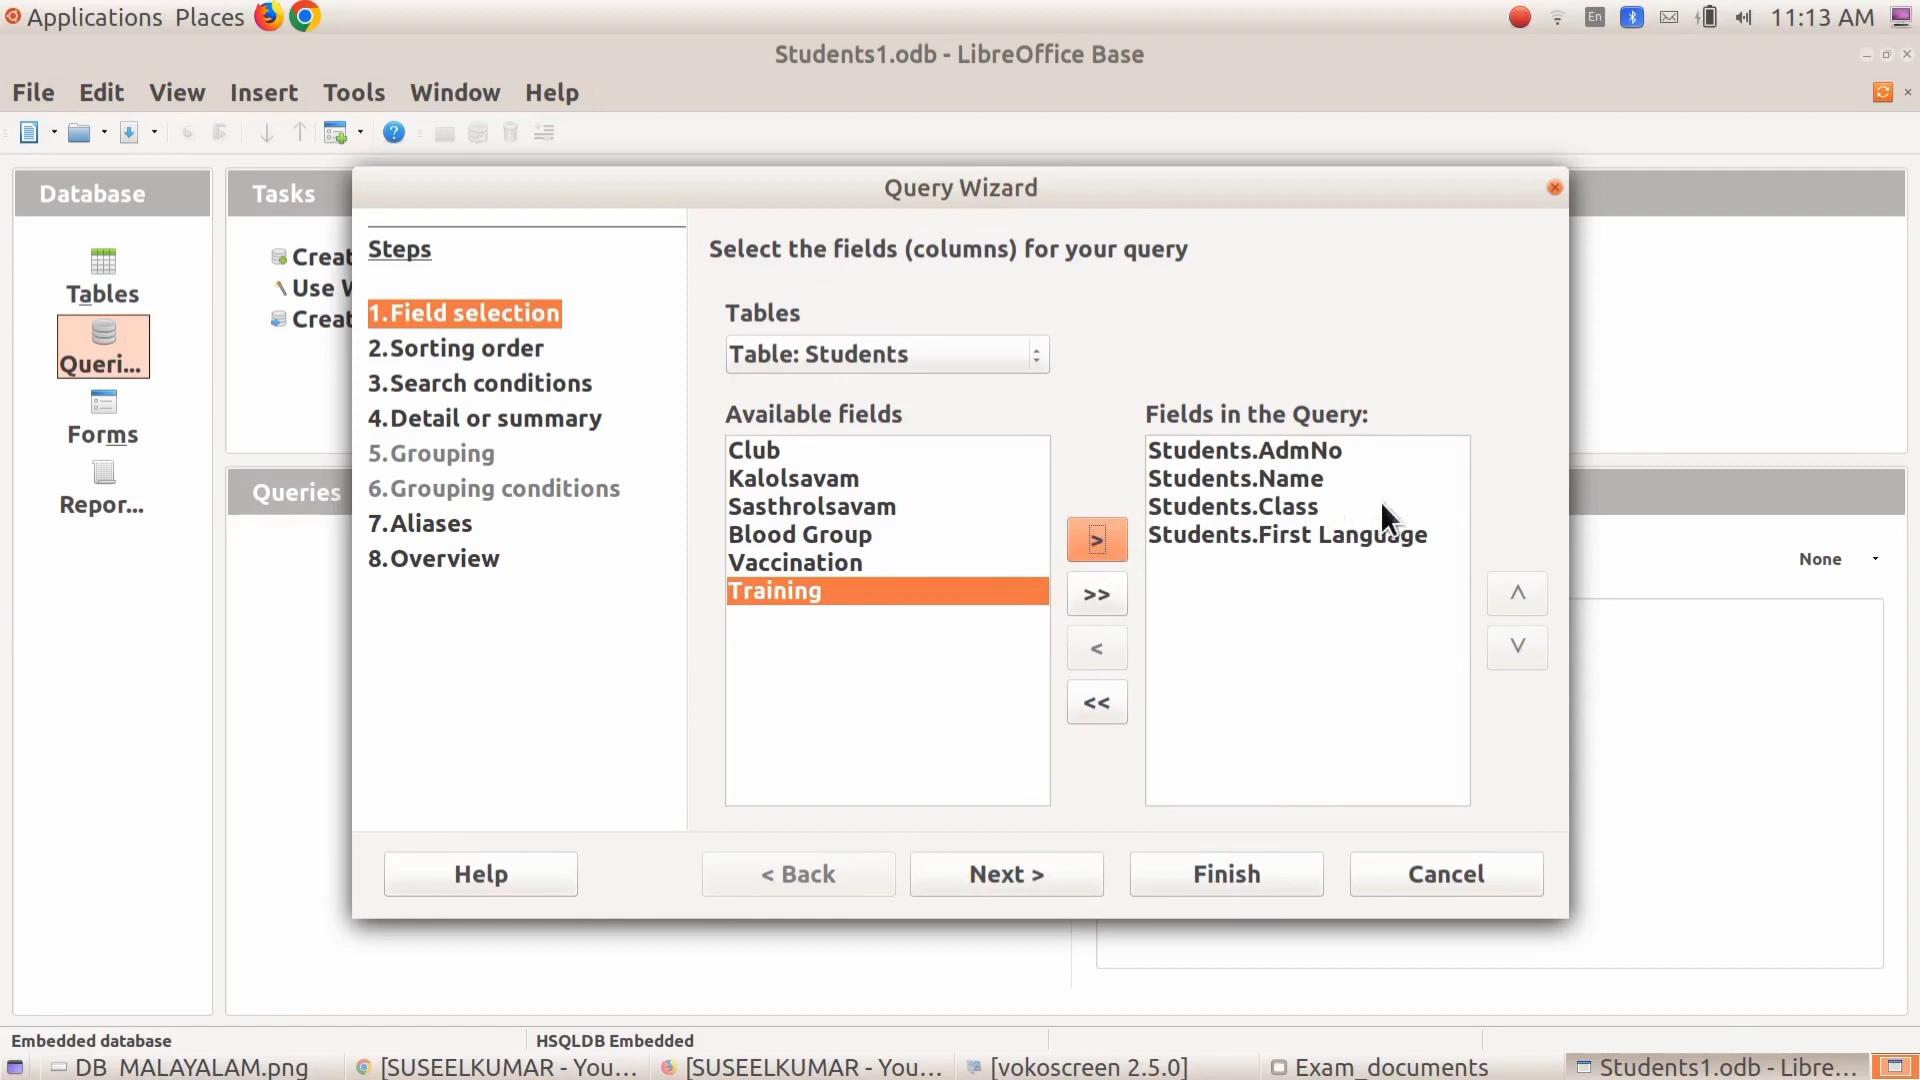 Applications Places
En
11:13 AM
Students1.odb - LibreOffice Base
File Edit View Insert Tools Window Help
Database
Tasks
Tables
Queri...
Forms
Repor...
Creat
Use W
Creat
Queries
None
Query Wizard
Steps
1.Field selection
2.Sorting order
3.Search conditions
4.Detail or summary
5.Grouping
6.Grouping conditions
7.Aliases
8.Overview
Select the fields (columns) for your query
Tables
Table: Students
Available fields
Club
Kalolsavam
Sasthrolsavam
Blood Group
Vaccination
Training
>
>>
<
<<
Fields in the Query:
Students.AdmNo
Students.Name
Students.Class
Students.First Language
Help
< Back
Next >
Finish
Cancel
Embedded database
HSQLDB Embedded
DB_MALAYALAM.png
[SUSEELKUMAR - You...
[SUSEELKUMAR - You...
[vokoscreen 2.5.0]
Exam_documents
Students1.odb - Libre...